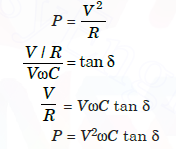 P = V²/R
V / R / VωC = tan δ
V/R = VωC tan δ
P = V²ωC tan δ